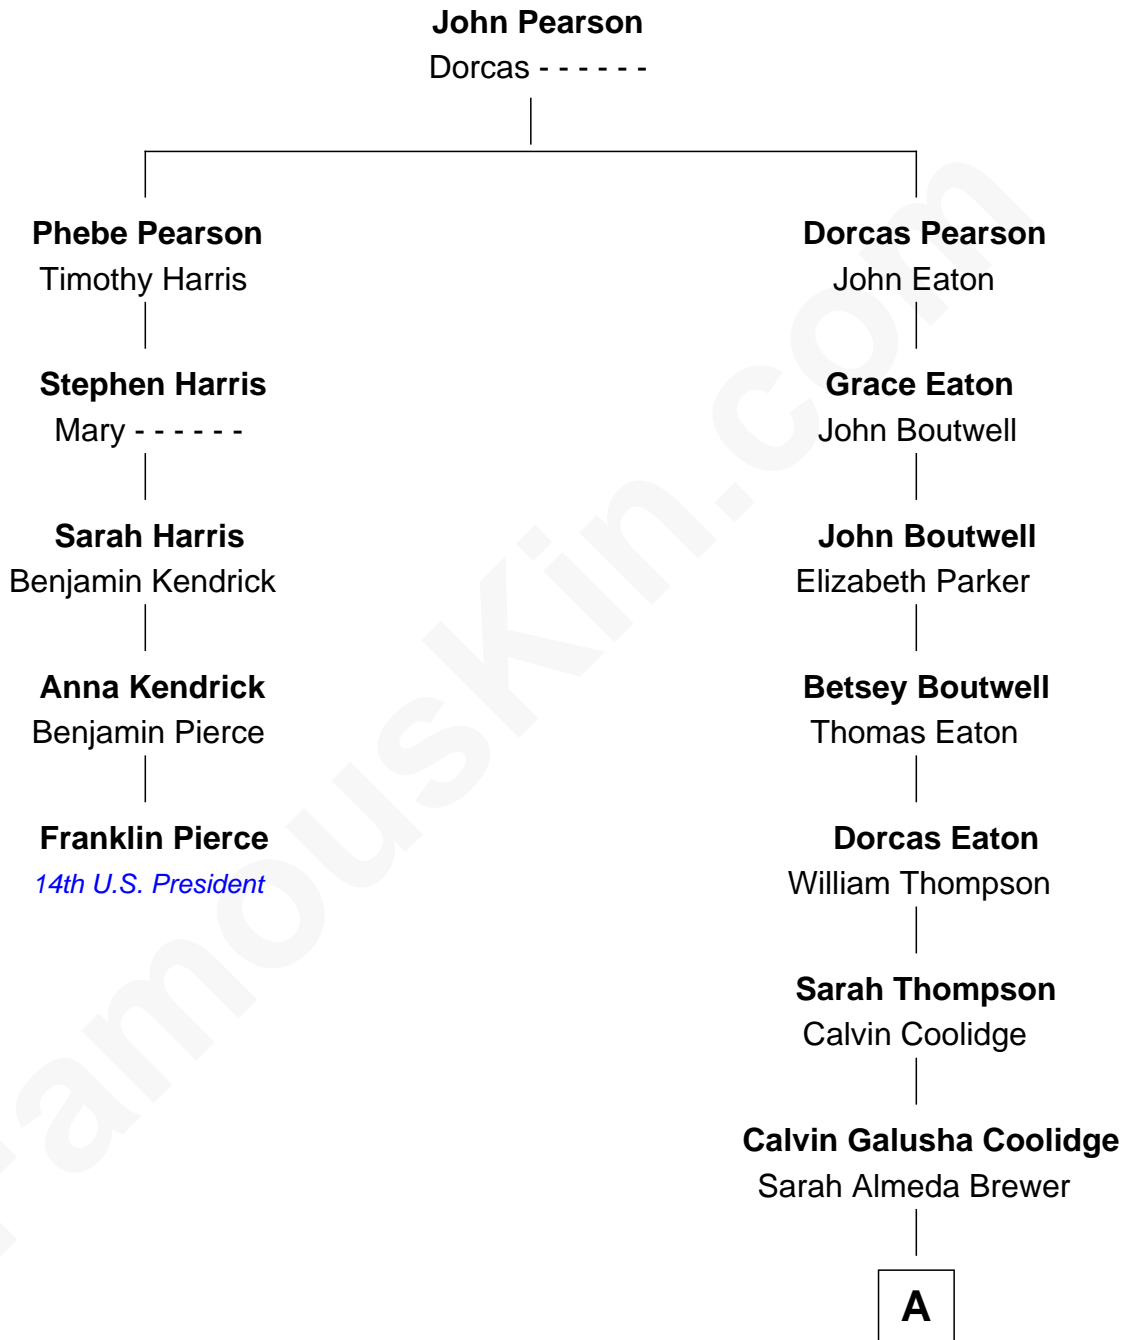 John Pearson
Dorcas - - - - - -
Phebe Pearson
Timothy Harris
Dorcas Pearson
John Eaton
Stephen Harris
Mary - - - - - -
Grace Eaton
John Boutwell
Sarah Harris
Benjamin Kendrick
John Boutwell
Elizabeth Parker
Anna Kendrick
Benjamin Pierce
Betsey Boutwell
Thomas Eaton
Franklin Pierce
14th U.S. President
Dorcas Eaton
William Thompson
Sarah Thompson
Calvin Coolidge
Calvin Galusha Coolidge
Sarah Almeda Brewer
A
FamousKin.com